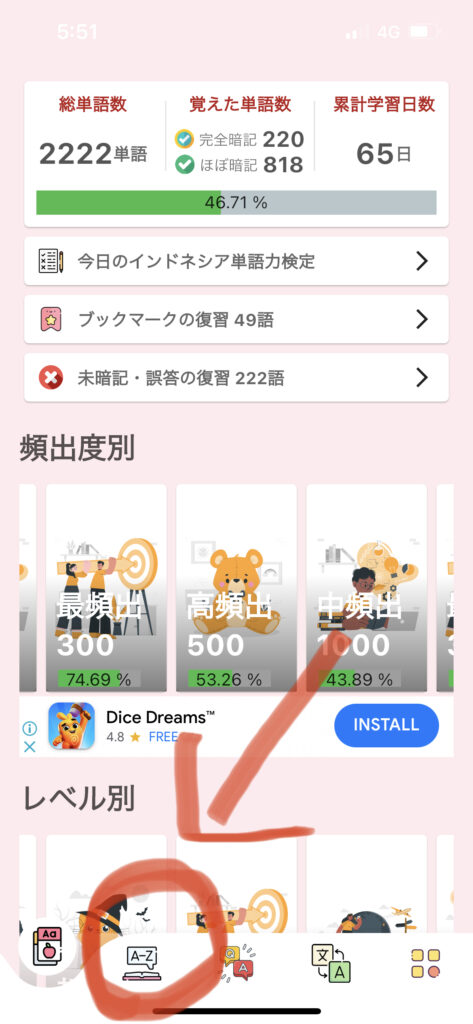 5:51
4G
総単語数
2222単語
覚えた単語数
完全暗記 220
ほぼ暗記 818
累計学習日数
65日
46.71 %
今日のインドネシア単語力検定
ブックマークの復習 49語
未暗記・誤答の復習 222語
頻出度別
最頻出
300
74.69 %
高頻出
500
53.26 %
中頻出
1000
43.89 %
Dice Dreams™
4.8 ★ FREE
INSTALL
レベル別
Aa
A-Z
Q
A
文
A